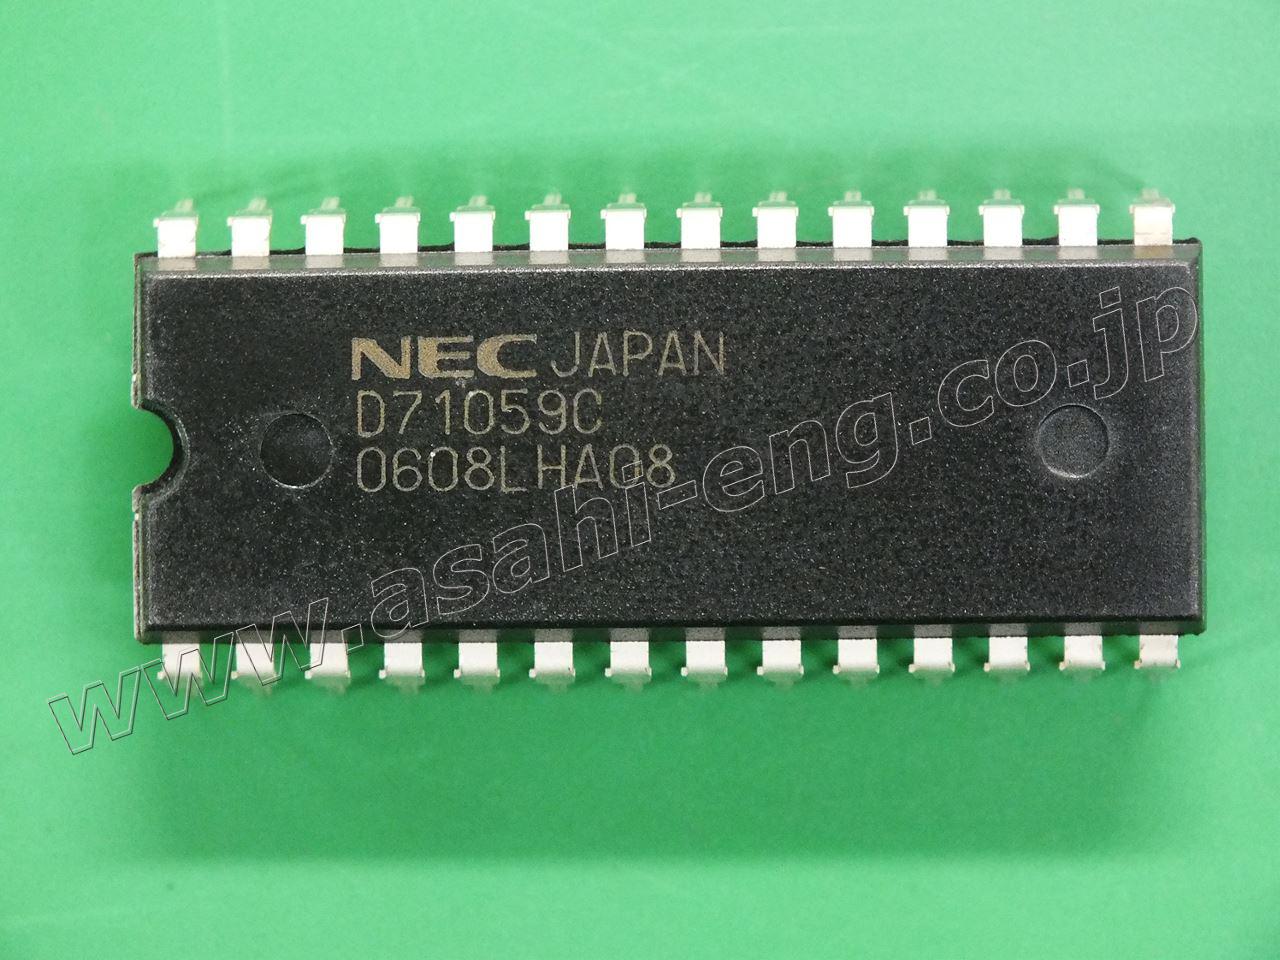 NEC JAPAN
D71059C
0608LHA08
www.asahi-eng.co.jp